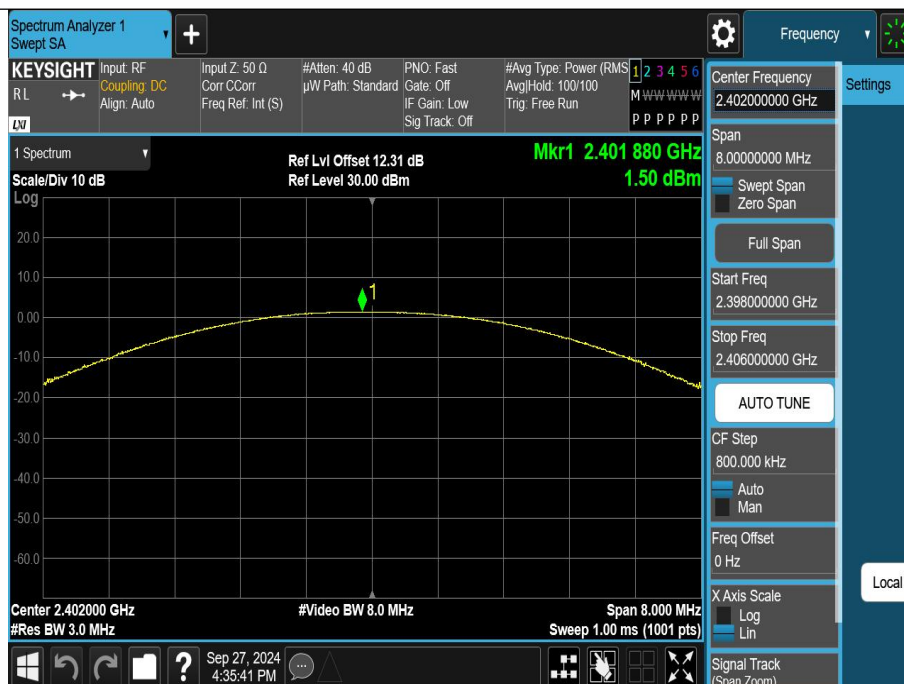 Spectrum Analyzer 1
Swept SA
Frequency
KEYSIGHT
R L
LXI
Input: RF
Coupling: DC
Align: Auto
Input Z: 50 Ω
Corr CCorr
Freq Ref: Int (S)
#Atten: 40 dB
µW Path: Standard
PNO: Fast
Gate: Off
IF Gain: Low
Sig Track: Off
#Avg Type: Power (RMS
Avg|Hold: 100/100
Trig: Free Run
1 2 3 4 5 6
M W W W W W
P P P P P P
1 Spectrum
Scale/Div 10 dB
Log
Ref Lvl Offset 12.31 dB
Ref Level 30.00 dBm
Mkr1 2.401 880 GHz
1.50 dBm
20.0
10.0
0.00
-10.0
-20.0
-30.0
-40.0
-50.0
-60.0
1
Center 2.402000 GHz
#Res BW 3.0 MHz
#Video BW 8.0 MHz
Span 8.000 MHz
Sweep 1.00 ms (1001 pts)
Center Frequency
2.402000000 GHz
Span
8.00000000 MHz
Swept Span
Zero Span
Full Span
Start Freq
2.398000000 GHz
Stop Freq
2.406000000 GHz
AUTO TUNE
CF Step
800.000 kHz
Auto
Man
Freq Offset
0 Hz
X Axis Scale
Log
Lin
Signal Track
(Span Zoom)
Settings
Local
?
Sep 27, 2024
4:35:41 PM